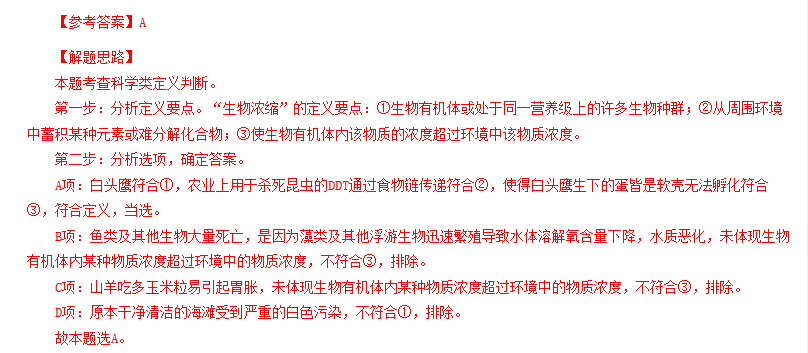 【参考答案】A
【解题思路】
本题考查科学类定义判断。
第一步：分析定义要点。“生物浓缩”的定义要点：①生物有机体或处于同一营养级上的许多生物种群；②从周围环境
中蓄积某种元素或难分解化合物；③使生物有机体内该物质的浓度超过环境中该物质浓度。
第二步：分析选项，确定答案。
A项：白头鹰符合①，农业上用于杀死昆虫的DDT通过食物链传递符合②，使得白头鹰生下的蛋皆是软壳无法孵化符合
③，符合定义，当选。
B项：鱼类及其他生物大量死亡，是因为藻类及其他浮游生物迅速繁殖导致水体溶解氧含量下降，水质恶化，未体现生物
有机体内某种物质浓度超过环境中的物质浓度，不符合③，排除。
C项：山羊吃多玉米粒易引起胃胀，未体现生物有机体内某种物质浓度超过环境中的物质浓度，不符合③，排除。
D项：原本干净清洁的海滩受到严重的白色污染，不符合①，排除。
故本题选A。